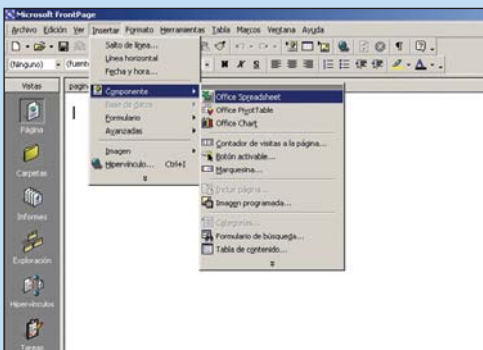 Microsoft FrontPage
Archivo Edición Ver Insertar Formato Herramientas Tabla Marcos Ventana Ayuda
(Ninguno)
Vistas
Página
Carpetas
Informes
Exploración
Hipervínculos
Tareas
Salto de línea...
Línea horizontal
Fecha y hora...
Componente
Base de datos
Formulario
Avanzadas
Imagen
Hipervínculo... Ctrl+I
Office Spreadsheet
Office PivotTable
Office Chart
Contador de visitas a la página...
Botón activable...
Marquesina...
Incluir página...
Imagen programada...
Categorías...
Formulario de búsqueda...
Tabla de contenido...